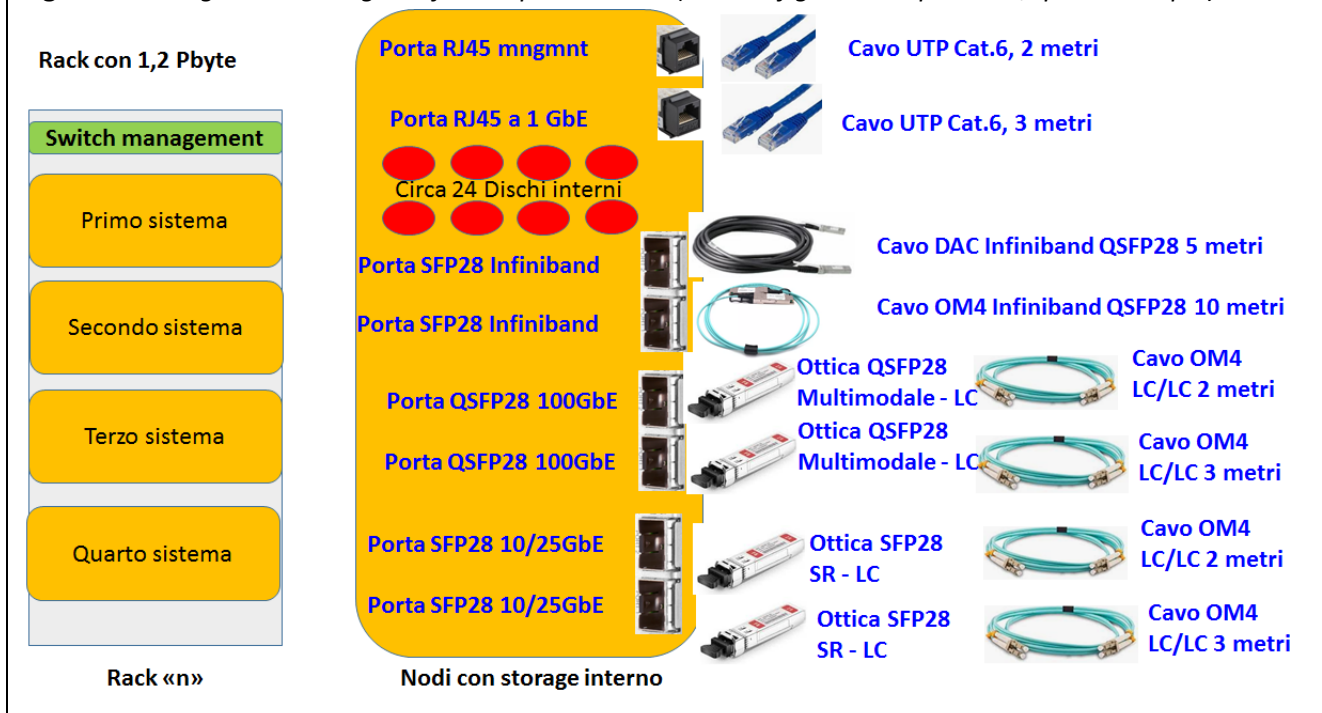 Rack con 1,2 Pbyte
Switch management
Primo sistema
Secondo sistema
Terzo sistema
Quarto sistema
Rack «n»
Porta RJ45 mngmnt
Cavo UTP Cat.6, 2 metri
Porta RJ45 a 1 GbE
Cavo UTP Cat.6, 3 metri
Circa 24 Dischi interni
Porta SFP28 Infiniband
Cavo DAC Infiniband QSFP28 5 metri
Porta SFP28 Infiniband
Cavo OM4 Infiniband QSFP28 10 metri
Porta QSFP28 100GbE
Ottica QSFP28
Multimodale - LC
Cavo OM4
LC/LC 2 metri
Porta QSFP28 100GbE
Ottica QSFP28
Multimodale - LC
Cavo OM4
LC/LC 3 metri
Porta SFP28 10/25GbE
Ottica SFP28
SR - LC
Cavo OM4
LC/LC 2 metri
Porta SFP28 10/25GbE
Ottica SFP28
SR - LC
Cavo OM4
LC/LC 3 metri
Nodi con storage interno